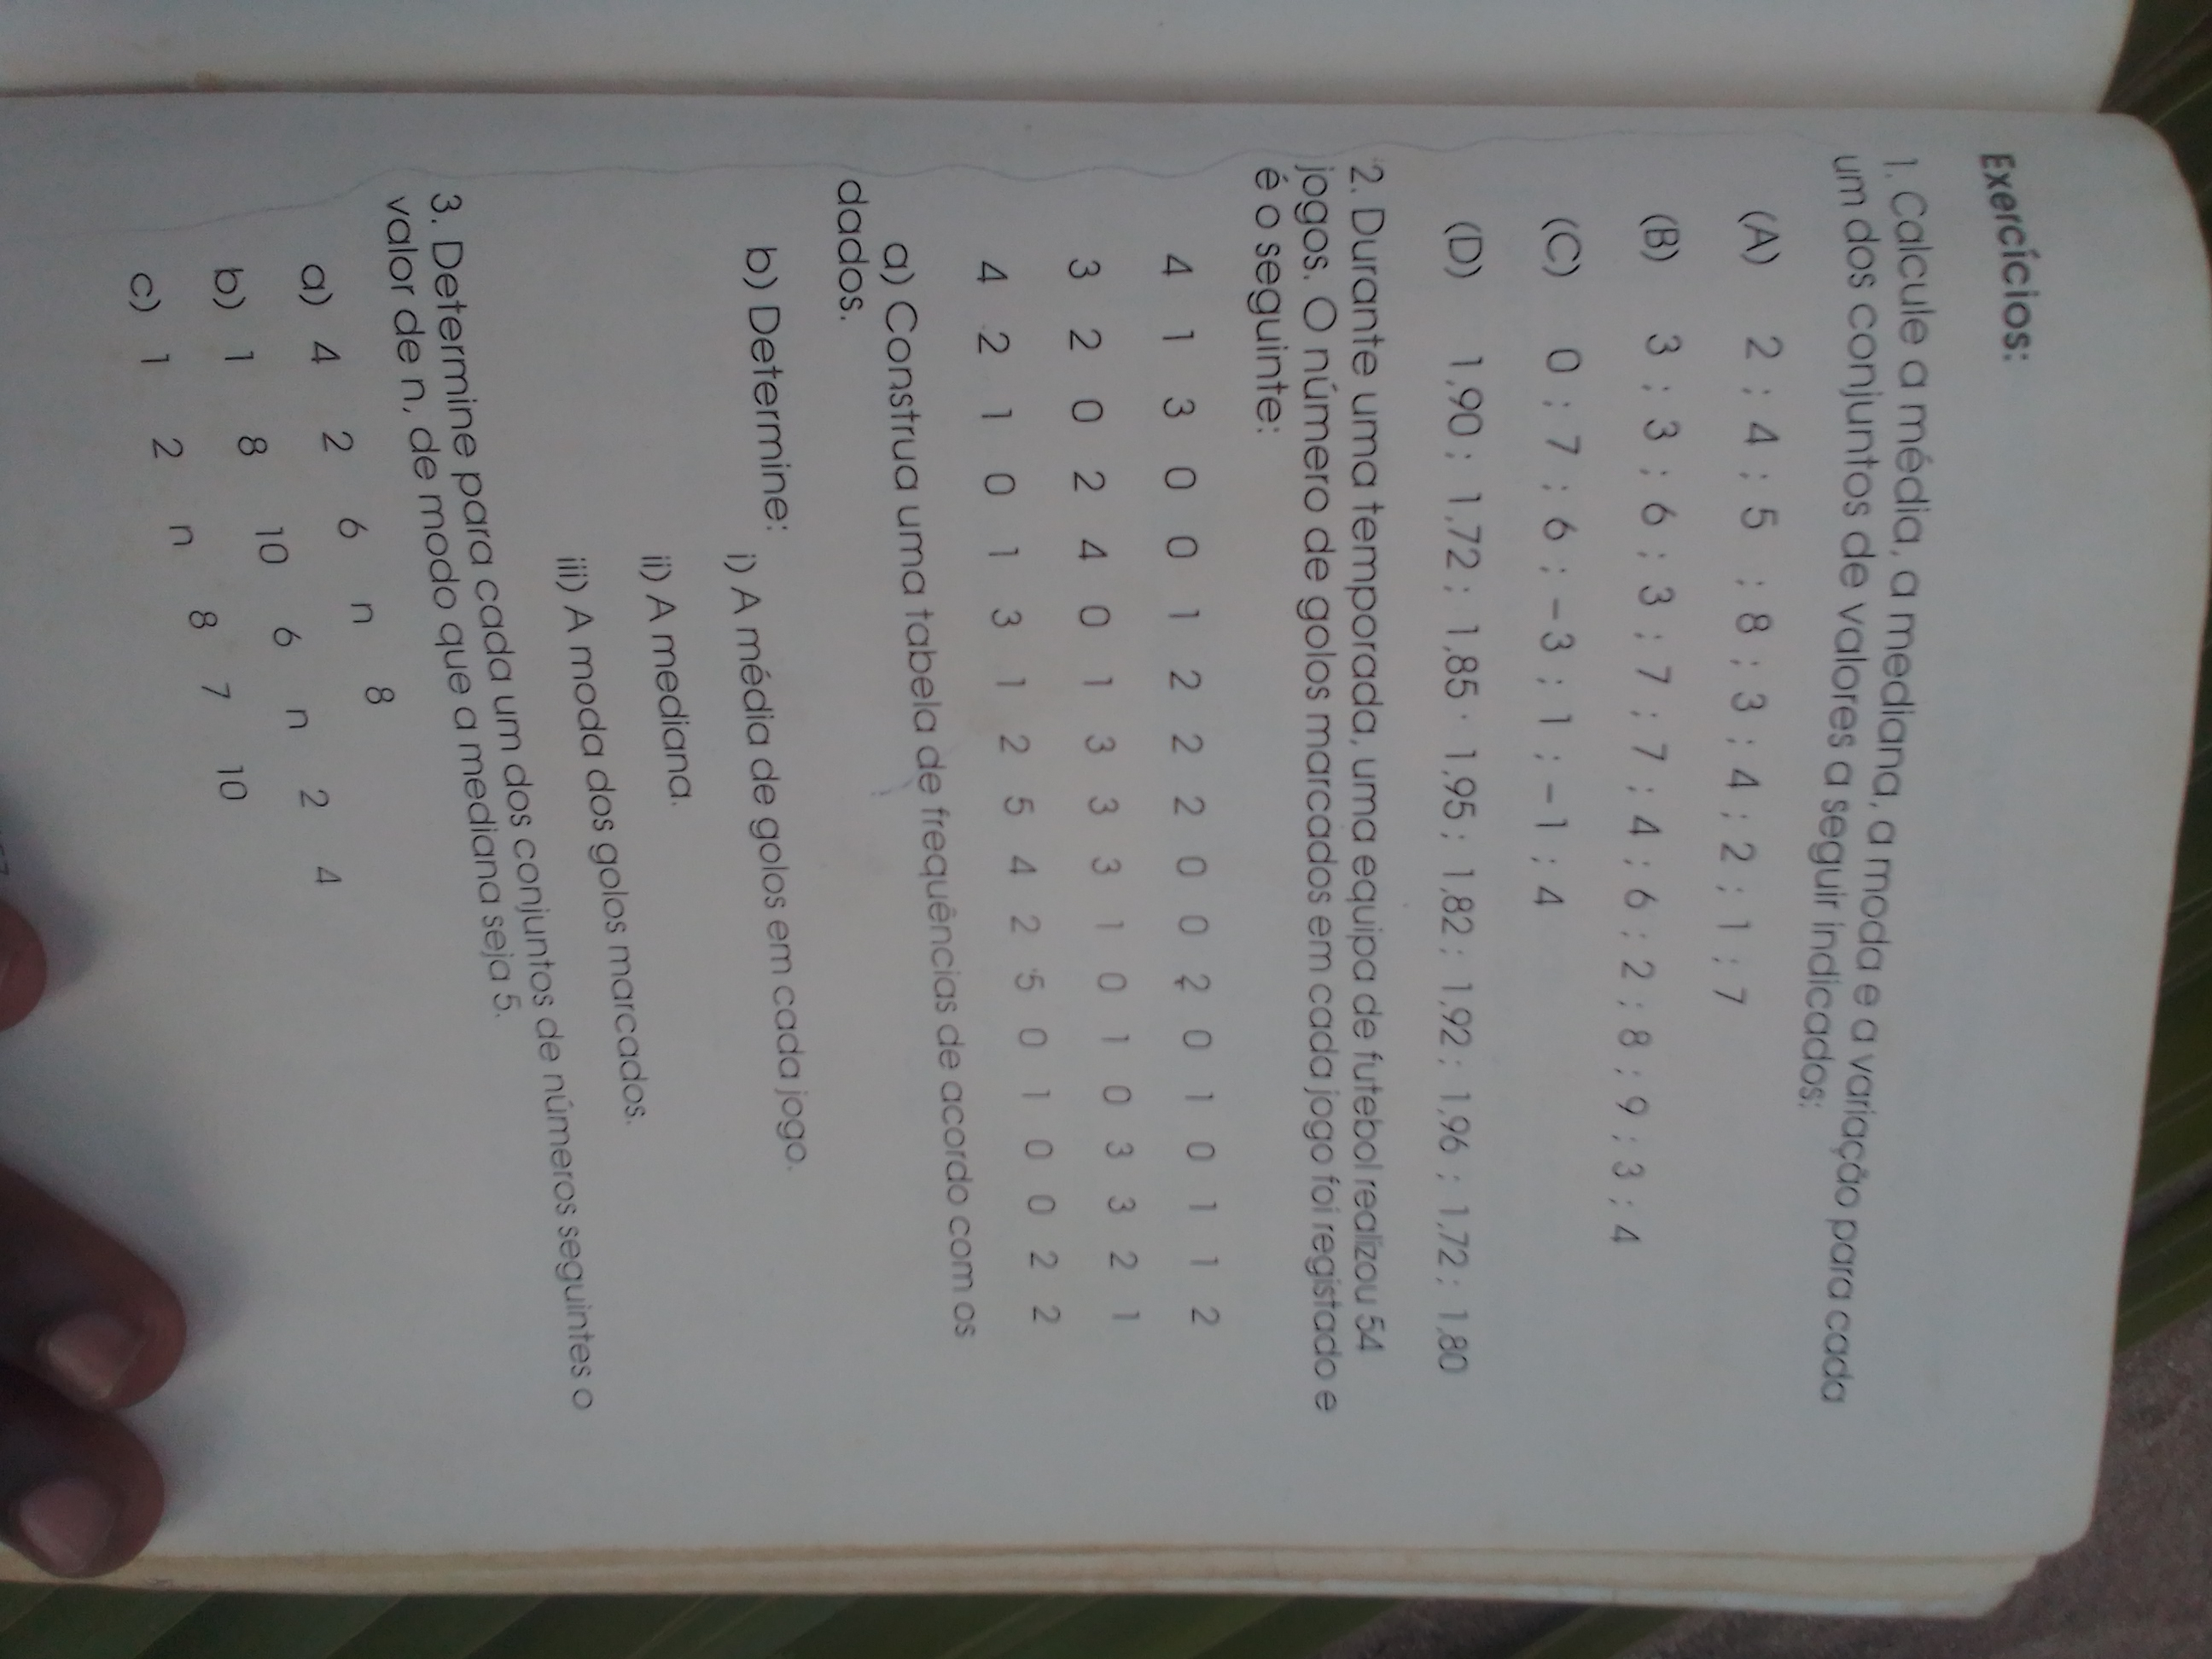 Exercícios:
1. Calcule a média, a mediana, a moda e a variação para cada
um dos conjuntos de valores a seguir indicados:
(A) 2 ; 4 ; 5 ; 8 ; 3 ; 4 ; 2 ; 1 ; 7
(B) 3 ; 3 ; 6 ; 3 ; 7 ; 7 ; 4 ; 6 ; 2 ; 8 ; 9 ; 3 ; 4
(C) 0 ; 7 ; 6 ; -3 ; 1 ; -1 ; 4
(D) 1,90 ; 1,72 ; 1,85 · 1,95 ; 1,82 ; 1,92 ; 1,96 ; 1,72 ; 1,80
2. Durante uma temporada, uma equipa de futebol realizou 54
jogos. O número de golos marcados em cada jogo foi registado e
é o seguinte:
4 1 3 0 0 1 2 2 2 0 0 2 0 1 0 1 1 2
3 2 0 2 4 0 1 3 3 3 1 0 1 0 3 3 2 1
4 2 1 0 1 3 1 2 5 4 2 5 0 1 0 0 2 2
a) Construa uma tabela de frequências de acordo com os
dados.
b) Determine: i) A média de golos em cada jogo.
ii) A mediana.
iii) A moda dos golos marcados.
3. Determine para cada um dos conjuntos de números seguintes o
valor de n, de modo que a mediana seja 5.
a) 4 2 6 n 8
b) 1 8 10 6 n 2 4
c) 1 2 n 8 7 10